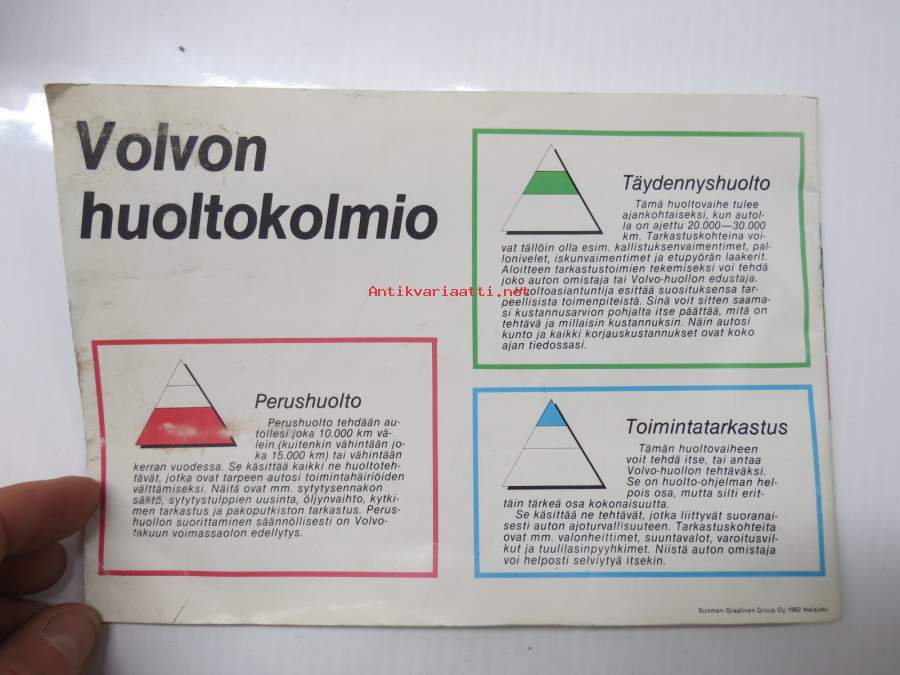 Volvon
huoltokolmio
Perushuolto
Perushuolto tehdään au-
tollesi joka 10.000 km vä-
lein (kuitenkin vähintään jo-
ka 15.000 km) tai vähintään
kerran vuodessa. Se käsittää kaikki ne huoltoteh-
tävät, jotka ovat tarpeen autosi toimintahäiriöiden
välttämiseksi. Näitä ovat mm. sytytysennakon
säätö, sytytystulppien uusinta, öljynvaihto, kytki-
men tarkastus ja pakoputkiston tarkastus. Perus-
huollon suorittaminen säännöllisesti on Volvo-
takuun voimassaolon edellytys.
Täydennyshuolto
Tämä huoltovaihe tulee
ajankohtaiseksi, kun autol-
la on ajettu 20.000—30.000
km. Tarkastuskohteina voi-
vat tällöin olla esim. kallistuksenvaimentimet, pal-
lonivelet, iskunvaimentimet ja etupyörän laakerit.
Aloitteen tarkastustoimien tekemiseksi voi tehdä
joko auton omistaja tai Volvo-huollon edustaja.
Huoltoasiantuntija esittää suosituksensa tar-
peellisista toimenpiteistä. Sinä voit sitten saama-
si kustannusarvion pohjalta itse päättää, mitä on
tehtävä ja millaisin kustannuksin. Näin autosi
kunto ja kaikki korjauskustannukset ovat koko
ajan tiedossasi.
Toimintatarkastus
Tämän huoltovaiheen
voit tehdä itse, tai antaa
Volvo-huollon tehtäväksi.
Se on huolto-ohjelman hel-
pois osa, mutta silti erit-
täin tärkeä osa kokonaisuutta.
Se käsittää ne tehtävät, jotka liittyvät suoranai-
sesti auton ajoturvallisuuteen. Tarkastuskohteita
ovat mm. valonheittimet, suuntavalot, varoitusvil-
kut ja tuulilasinpyyhkimet. Niistä auton omistaja
voi helposti selviytyä itsekin.
Suoman Graafinen Group Oy 1982 Helsinki
Antikvariaatti.net